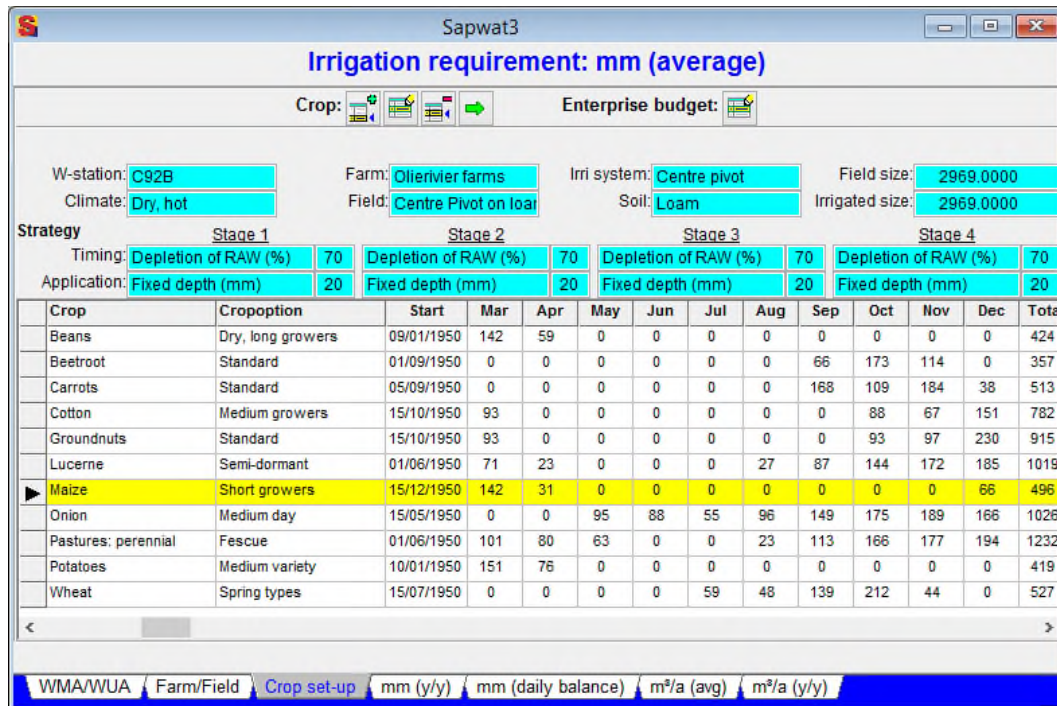 Sapwat3
Irrigation requirement: mm (average)
Crop: Enterprise budget:
W-station: C92B Farm: Olierivier farms Irri system: Centre pivot Field size: 2969.0000
Climate: Dry, hot Field: Centre Pivot on loar Soil: Loam Irrigated size: 2969.0000
Strategy Stage 1 Stage 2 Stage 3 Stage 4
Timing: Depletion of RAW (%) 70 Depletion of RAW (%) 70 Depletion of RAW (%) 70 Depletion of RAW (%) 70
Application: Fixed depth (mm) 20 Fixed depth (mm) 20 Fixed depth (mm) 20 Fixed depth (mm) 20
Crop Cropoption Start Mar Apr May Jun Jul Aug Sep Oct Nov Dec Tota
Beans Dry, long growers 09/01/1950 142 59 0 0 0 0 0 0 0 0 424
Beetroot Standard 01/09/1950 0 0 0 0 0 0 66 173 114 0 357
Carrots Standard 05/09/1950 0 0 0 0 0 0 168 109 184 38 513
Cotton Medium growers 15/10/1950 93 0 0 0 0 0 0 88 67 151 782
Groundnuts Standard 15/10/1950 93 0 0 0 0 0 0 93 97 230 915
Lucerne Semi-dormant 01/06/1950 71 23 0 0 0 27 87 144 172 185 1019
Maize Short growers 15/12/1950 142 31 0 0 0 0 0 0 0 66 496
Onion Medium day 15/05/1950 0 0 95 88 55 96 149 175 189 166 1026
Pastures: perennial Fescue 01/06/1950 101 80 63 0 0 23 113 166 177 194 1232
Potatoes Medium variety 10/01/1950 151 76 0 0 0 0 0 0 0 0 419
Wheat Spring types 15/07/1950 0 0 0 0 59 48 139 212 44 0 527
WMA/WUA Farm/Field Crop set-up mm (y/y) mm (daily balance) m³/a (avg) m³/a (y/y)